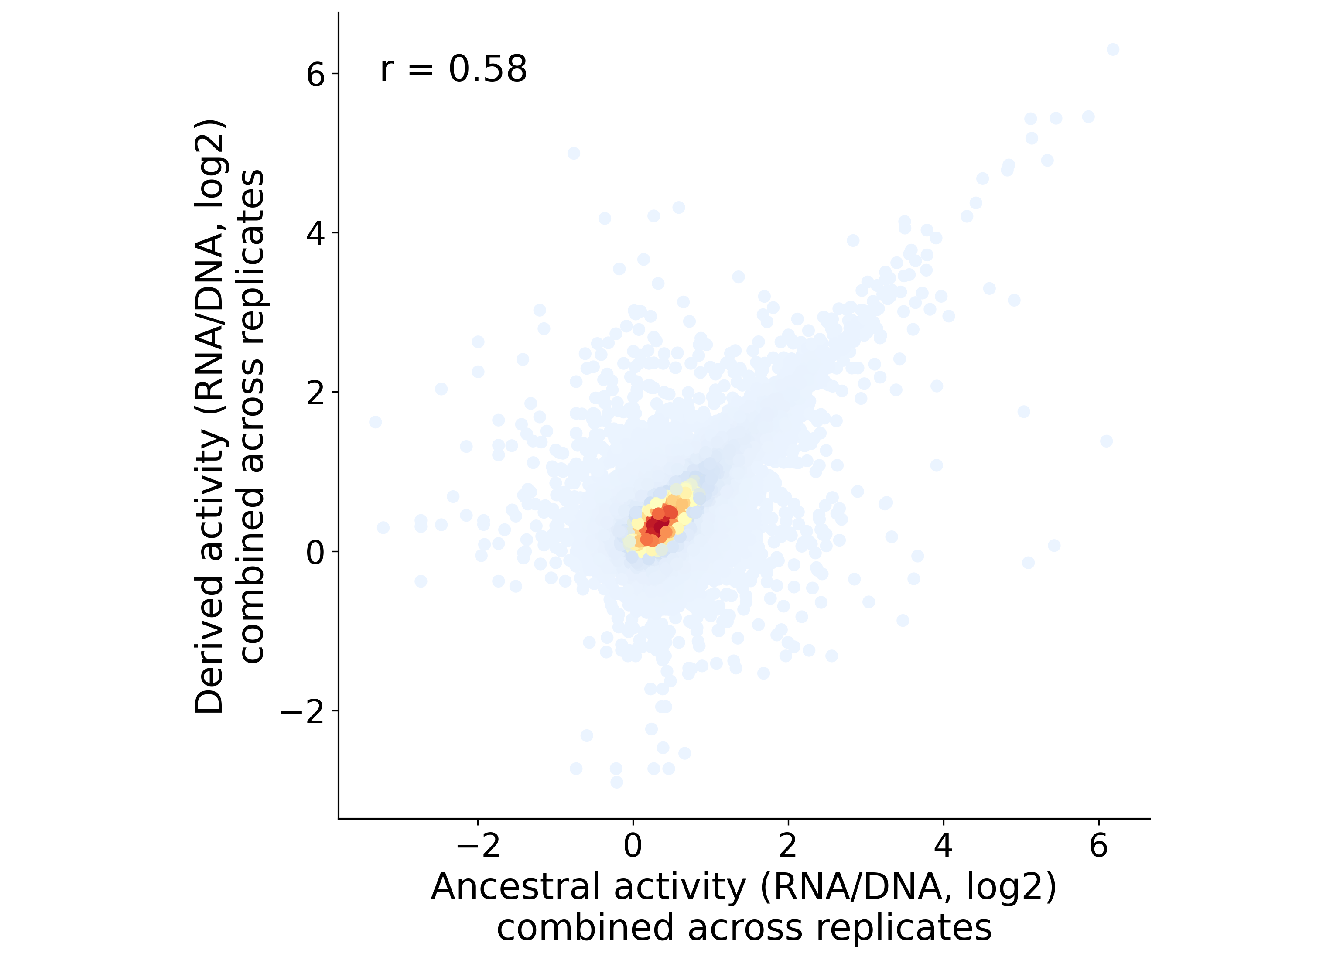 r = 0.58
6
4
2
0
−2
Derived activity (RNA/DNA, log2)
combined across replicates
−2
0
2
4
6
Ancestral activity (RNA/DNA, log2)
combined across replicates